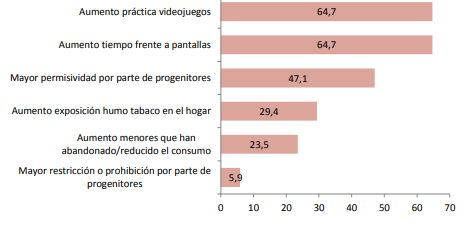 Aumento práctica videojuegos 64,7
Aumento tiempo frente a pantallas 64,7
Mayor permisividad por parte de progenitores 47,1
Aumento exposición humo tabaco en el hogar 29,4
Aumento menores que han
abandonado/reducido el consumo 23,5
Mayor restricción o prohibición por parte de
progenitores 5,9
0 10 20 30 40 50 60 70